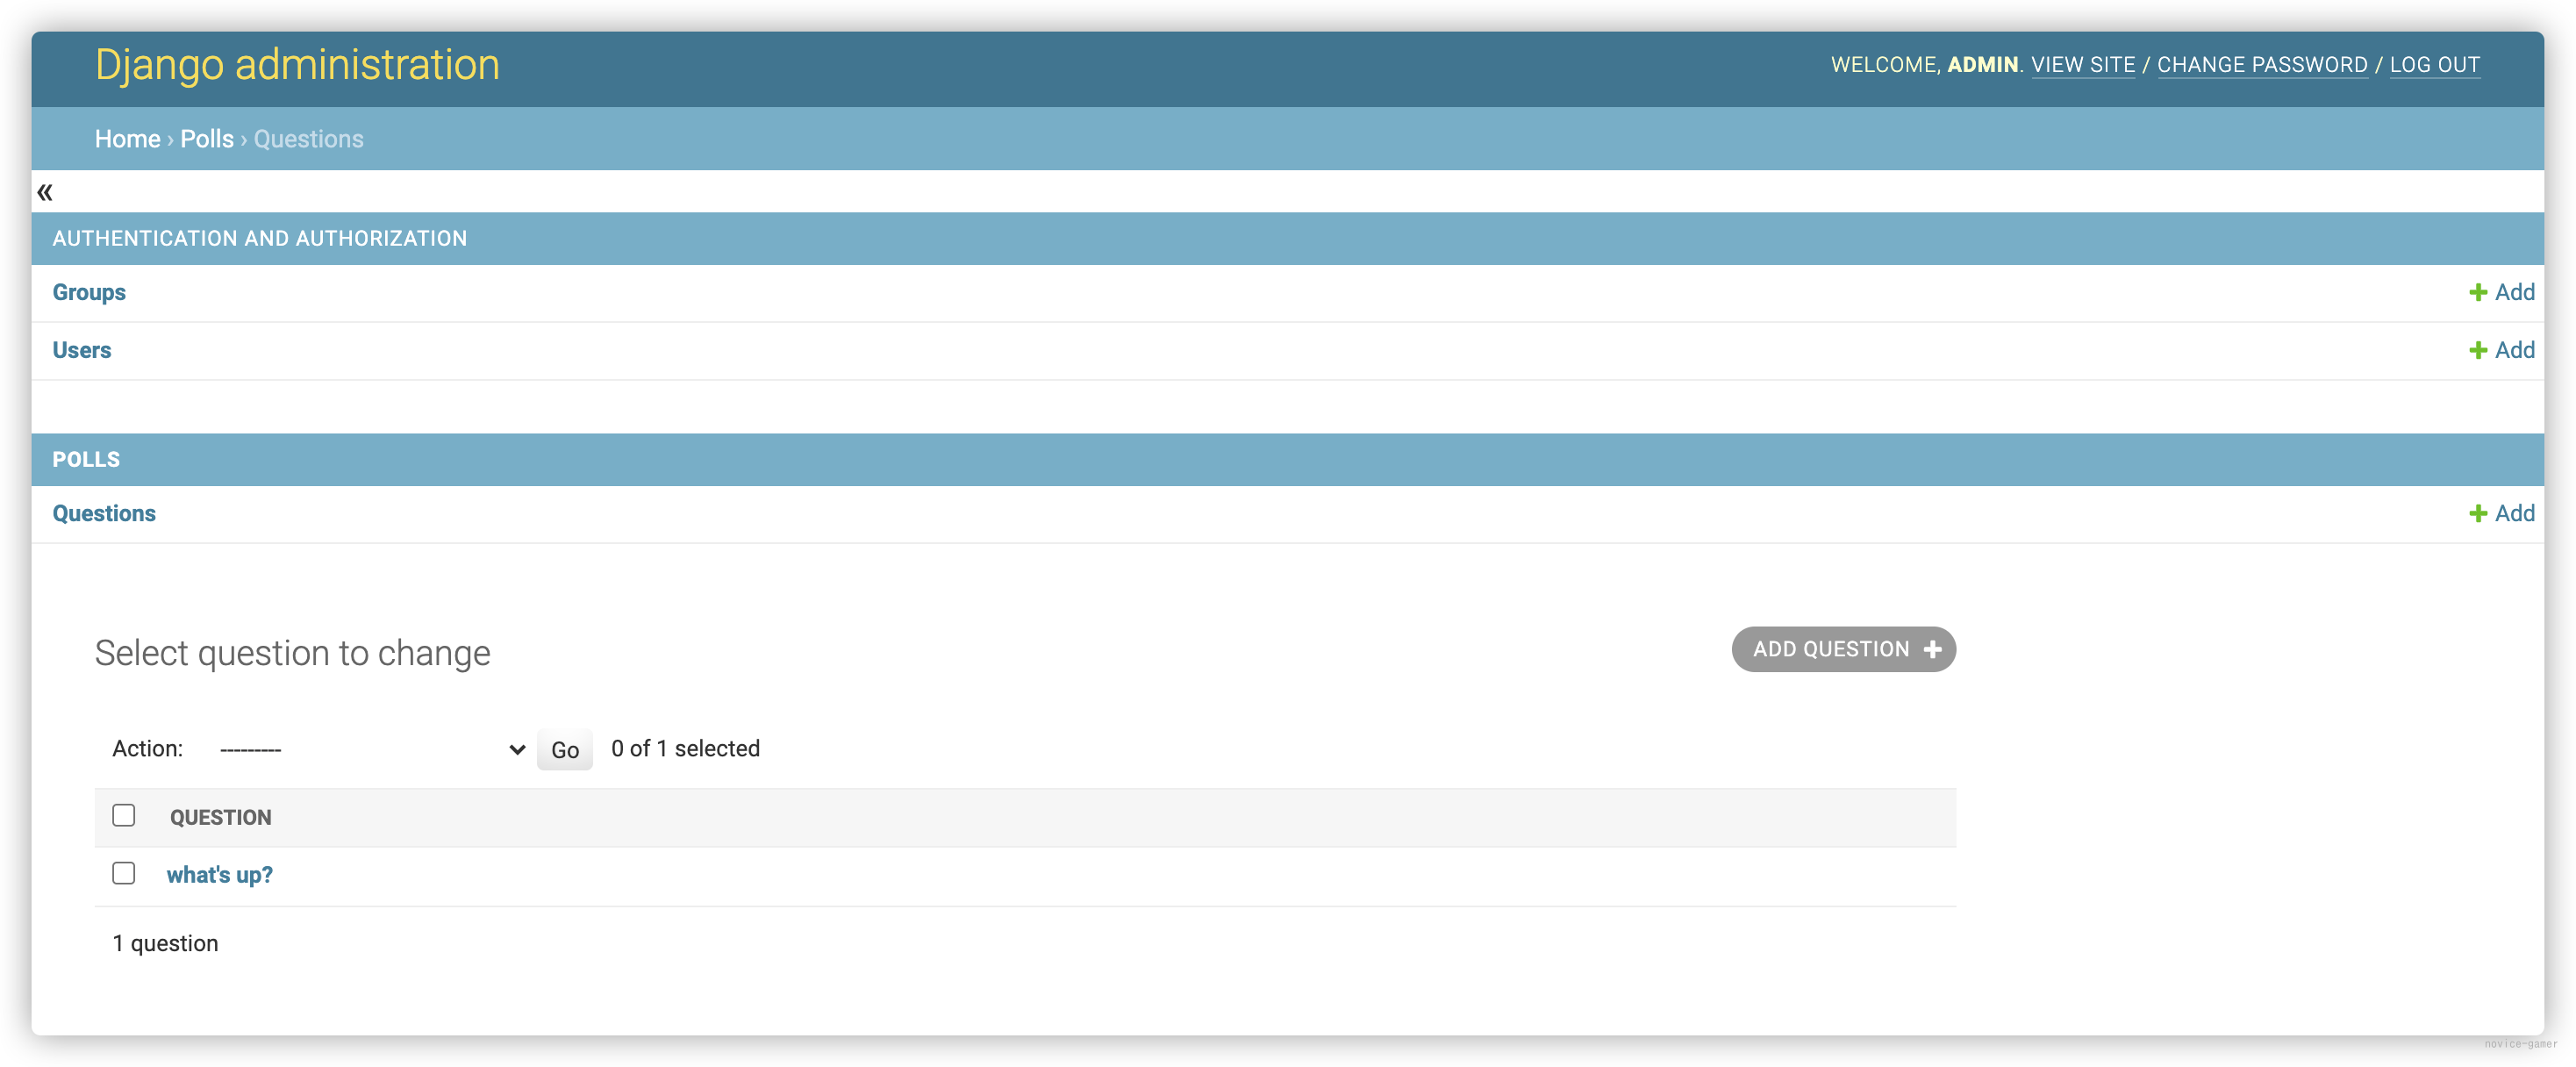 Django administration
WELCOME, ADMIN. VIEW SITE / CHANGE PASSWORD / LOG OUT
Home › Polls › Questions
«
AUTHENTICATION AND AUTHORIZATION
Groups + Add
Users + Add
POLLS
Questions + Add
Select question to change
ADD QUESTION +
Action: --------- Go 0 of 1 selected
QUESTION
what's up?
1 question
novice-gamer